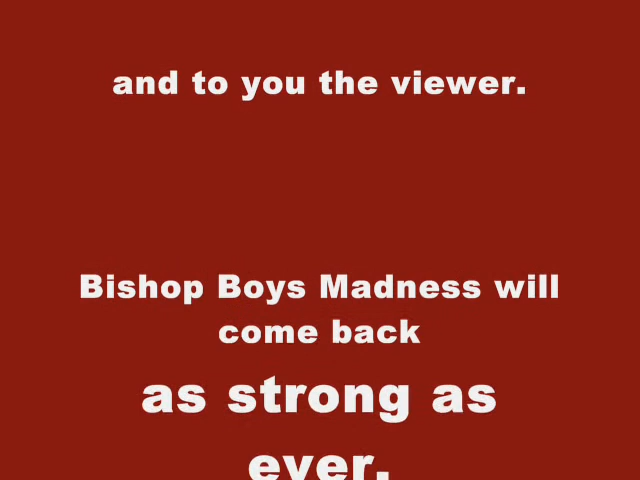 and to you the viewer.
Bishop Boys Madness will
come back
as strong as
ever.